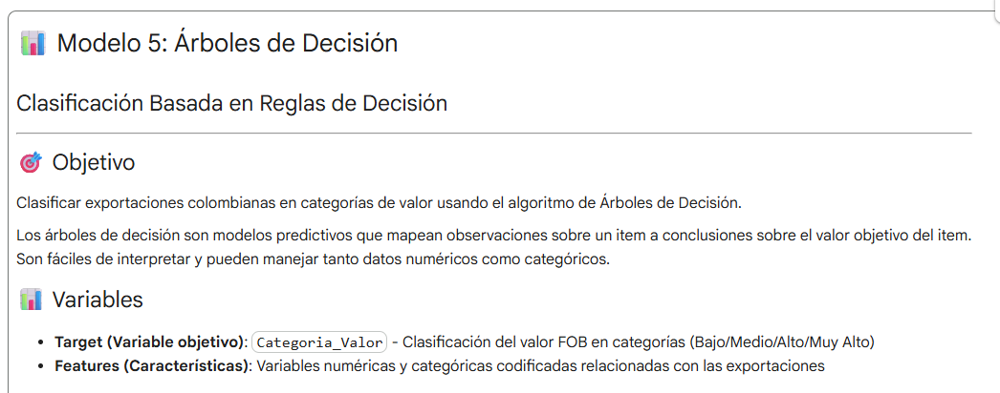 Modelo 5: Árboles de Decisión
Clasificación Basada en Reglas de Decisión
Objetivo
Clasificar exportaciones colombianas en categorías de valor usando el algoritmo de Árboles de Decisión.
Los árboles de decisión son modelos predictivos que mapean observaciones sobre un item a conclusiones sobre el valor objetivo del item.
Son fáciles de interpretar y pueden manejar tanto datos numéricos como categóricos.
Variables
• Target (Variable objetivo): Categoria_Valor - Clasificación del valor FOB en categorías (Bajo/Medio/Alto/Muy Alto)
• Features (Características): Variables numéricas y categóricas codificadas relacionadas con las exportaciones